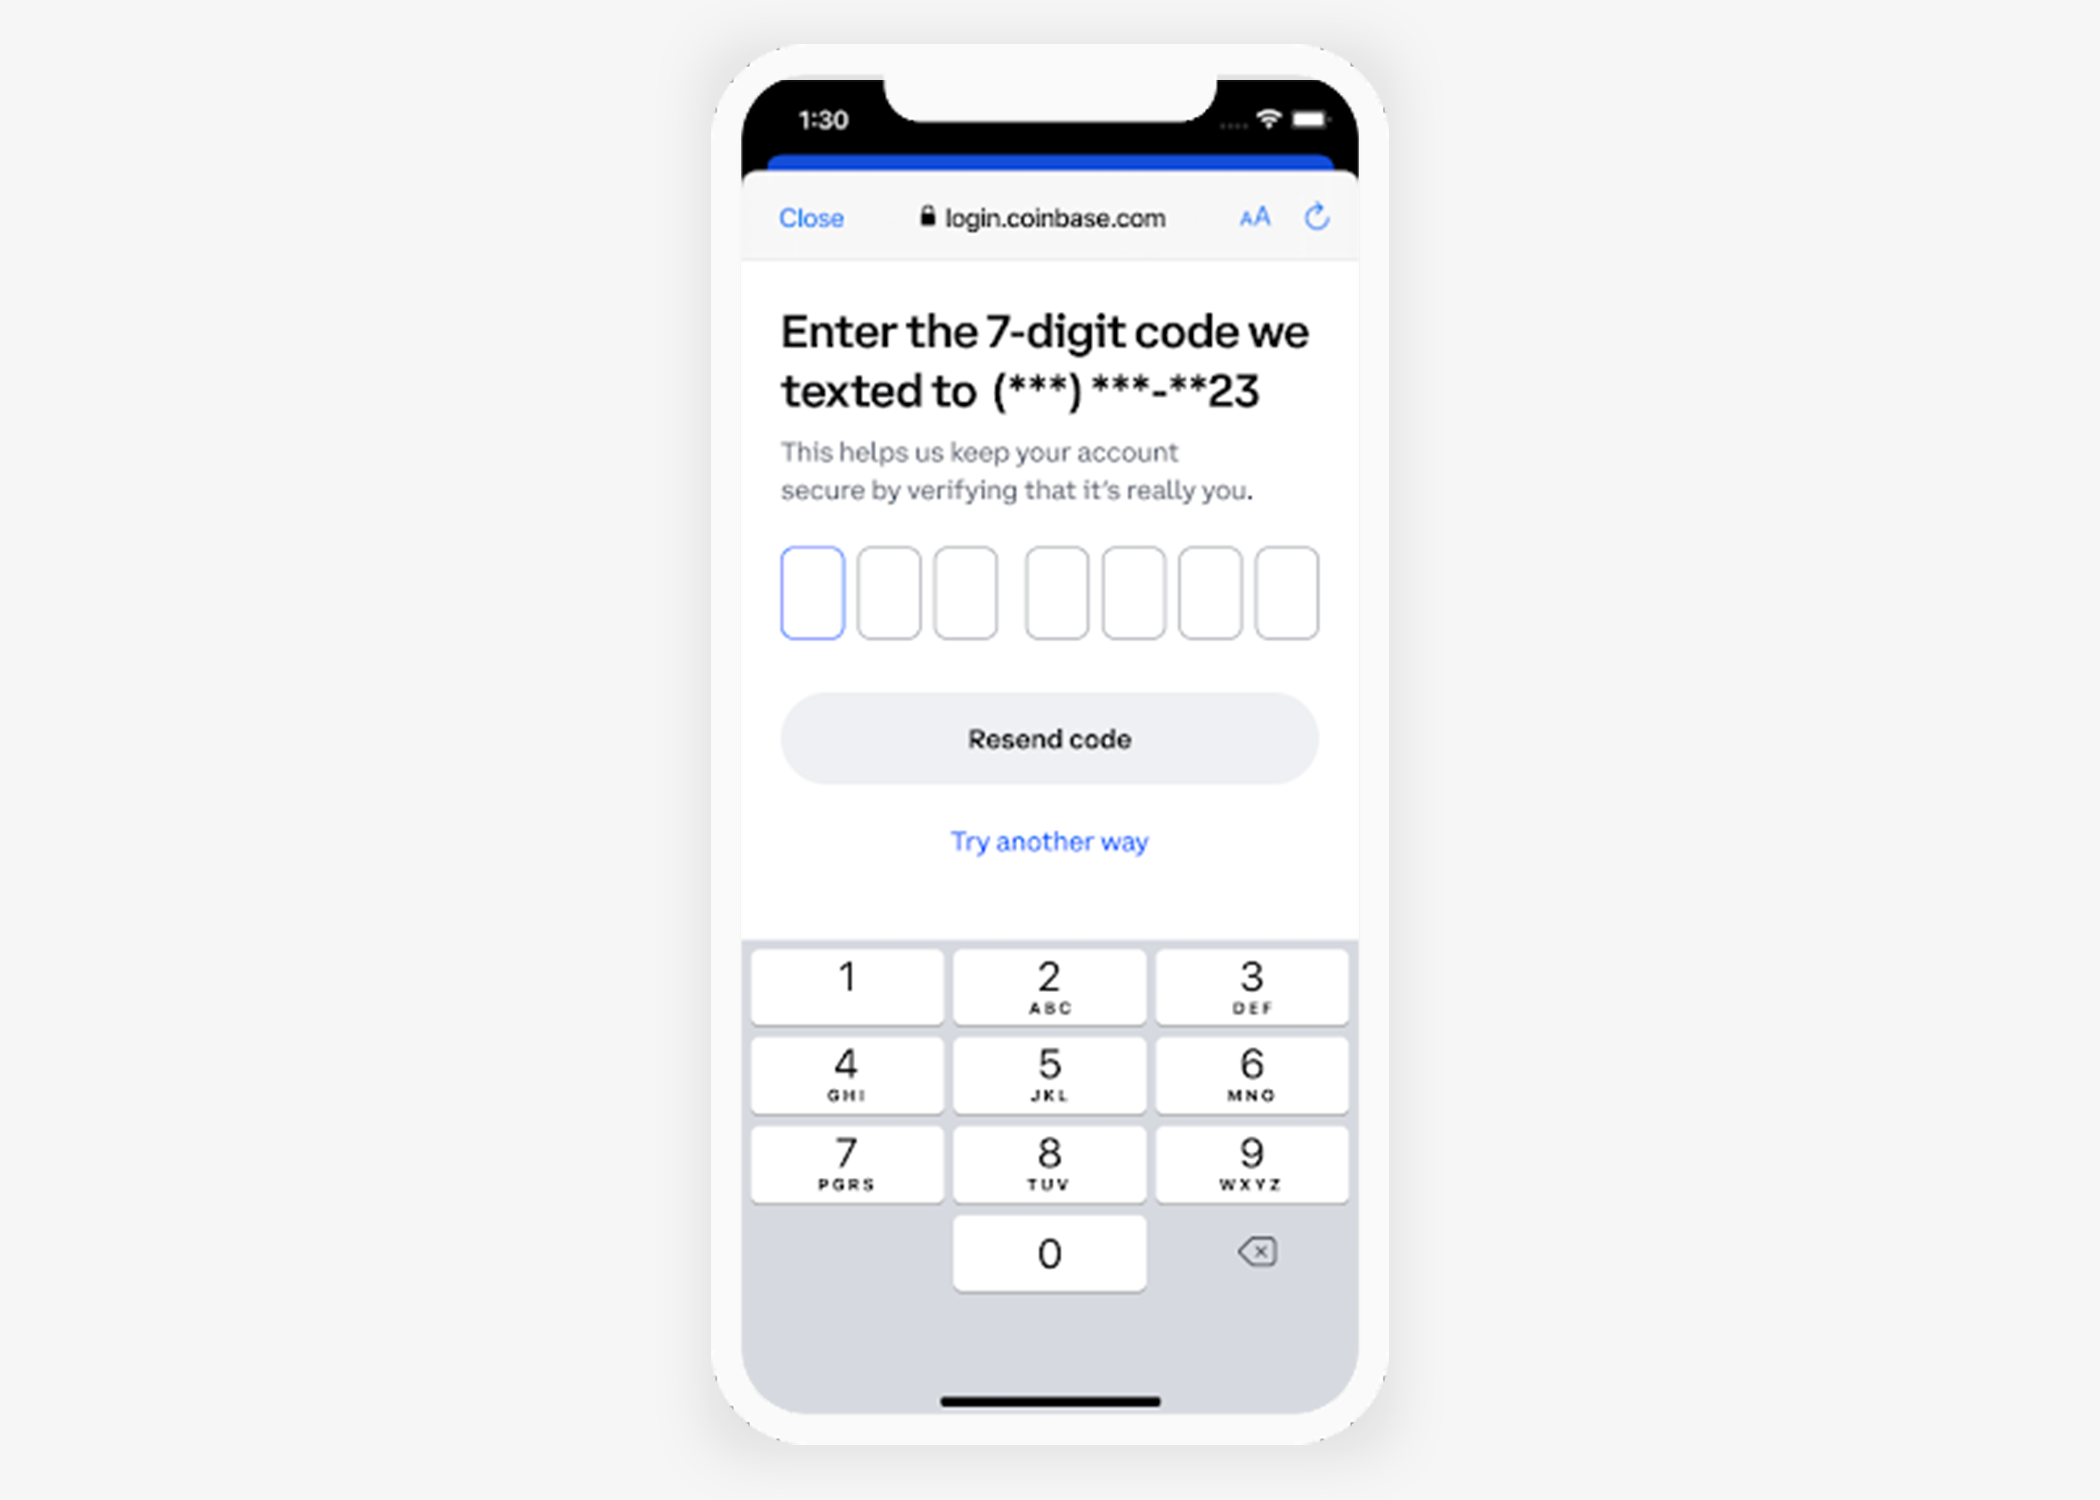 1:30
Close
login.coinbase.com
AA
Enter the 7-digit code we
texted to (***) ***-**23
This helps us keep your account
secure by verifying that it's really you.
Resend code
Try another way
1
2
3
ABC
DEF
4
5
6
GHI
JKL
MNO
7
8
9
PGRS
TUV
WXYZ
0